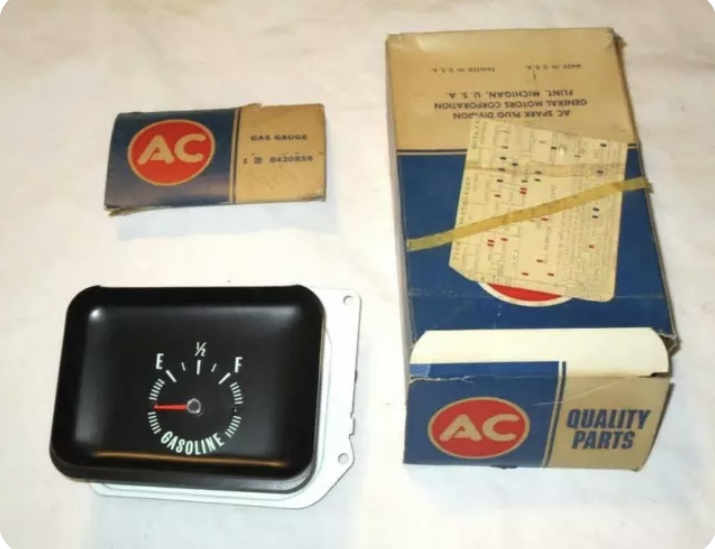 AC
GAS GAUGE
1 6430856
MADE IN U.S.A.
PRINTED IN U.S.A.
AC SPARK PLUG DIVISION
GENERAL MOTORS CORPORATION
FLINT, MICHIGAN, U. S. A.
E ½ F
GASOLINE
AC
QUALITY
PARTS